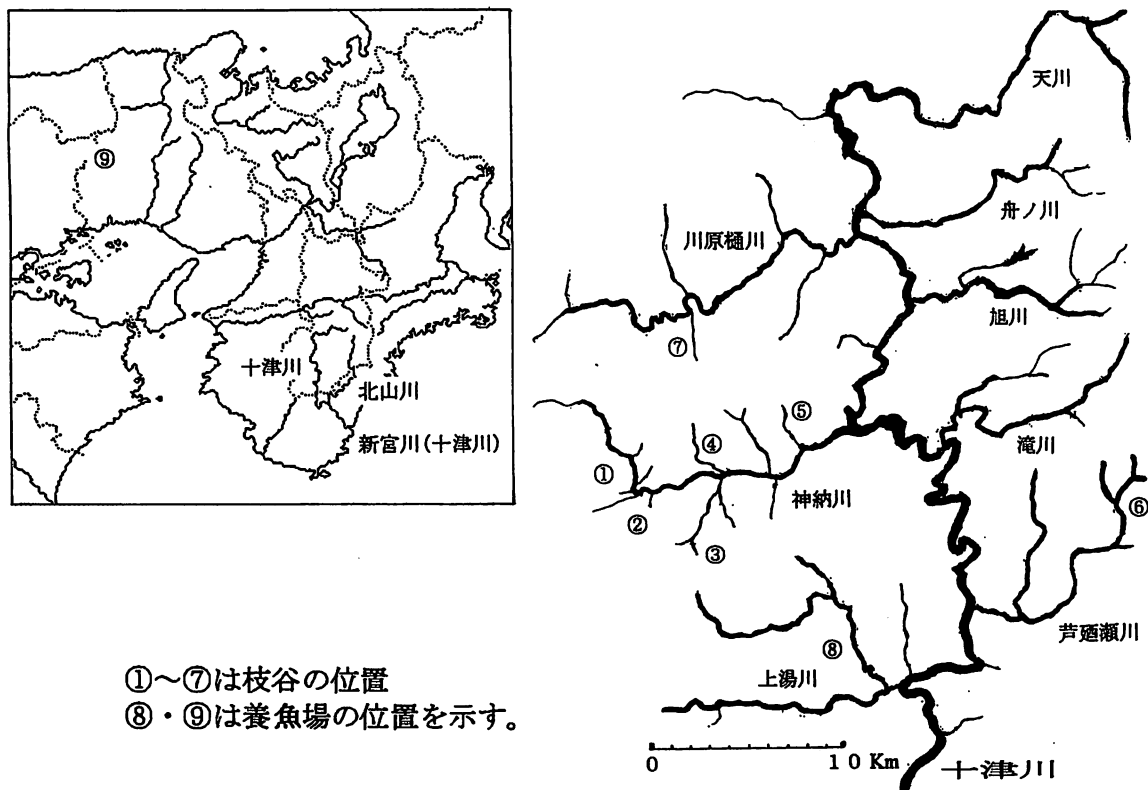 ⑨
十津川
北山川
新宮川(十津川)
天川
舟ノ川
川原樋川
旭川
⑦
⑤
④
滝川
①
神納川
⑥
②
③
芦廼瀬川
⑧
上湯川
①～⑦は枝谷の位置
⑧・⑨は養魚場の位置を示す。
0 10 Km
十津川